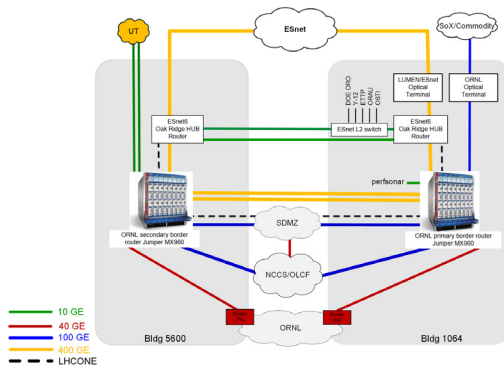 UT
ESnet
SoX/Commodity
LUMEN/ESnet
Optical
Terminal
ORNL
Optical
Terminal
DOE ORO
Y-12
ETTP
ORAU
OSTI
ESnet6
Oak Ridge HUB
Router
ESnet L2 switch
ESnet6
Oak Ridge HUB
Router
perfsonar
SDMZ
ORNL secondary border
router Juniper MX960
ORNL primary border router
Juniper MX960
NCCS/OLCF
ORNL
10 GE
40 GE
100 GE
400 GE
LHCONE
Bldg 5600
Bldg 1064